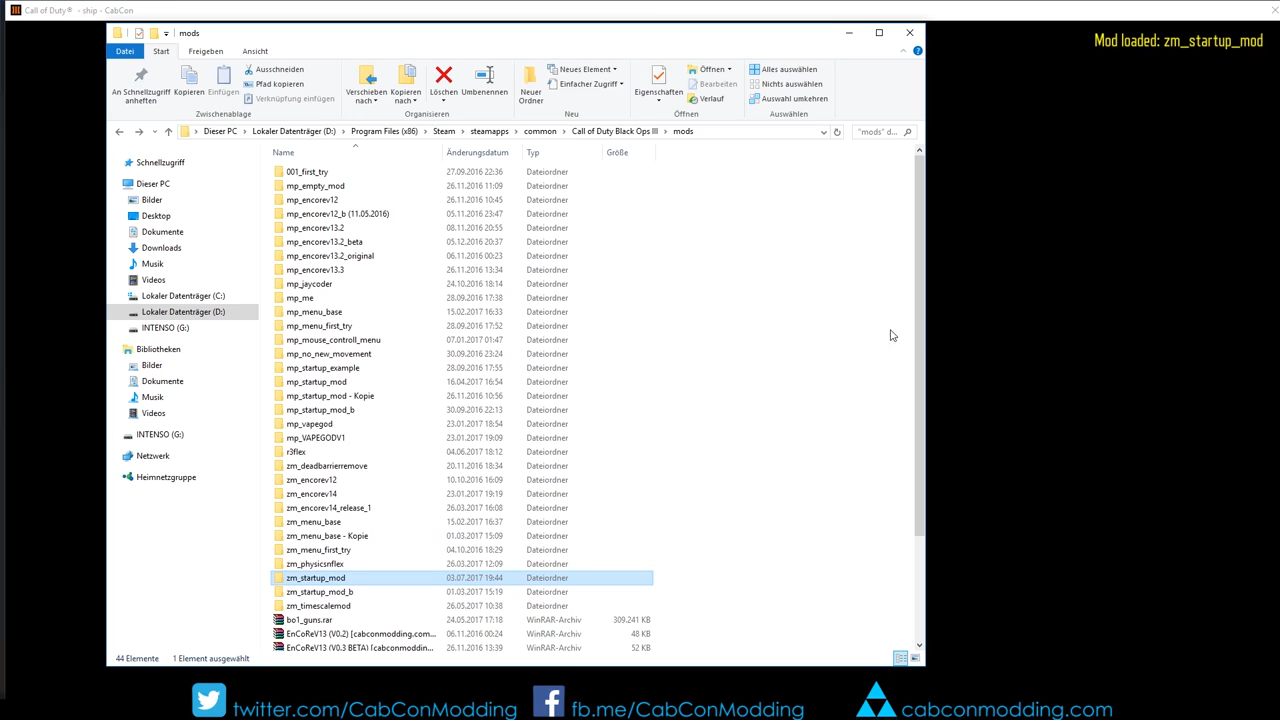 Call of Duty® - ship - CabCon
Mod loaded: zm_startup_mod
mods
Datei Start Freigeben Ansicht
An Schnellzugriff anheften
Kopieren
Einfügen
Ausschneiden
Pfad kopieren
Verknüpfung einfügen
Zwischenablage
Verschieben nach
Kopieren nach
Löschen
Umbenennen
Organisieren
Neuer Ordner
Neues Element
Einfacher Zugriff
Neu
Eigenschaften
Öffnen
Bearbeiten
Verlauf
Öffnen
Alles auswählen
Nichts auswählen
Auswahl umkehren
Auswählen
Dieser PC > Lokaler Datenträger (D:) > Program Files (x86) > Steam > steamapps > common > Call of Duty Black Ops III > mods
"mods" d...
Schnellzugriff
Dieser PC
Bilder
Desktop
Dokumente
Downloads
Musik
Videos
Lokaler Datenträger (C:)
Lokaler Datenträger (D:)
INTENSO (G:)
Bibliotheken
Bilder
Dokumente
Musik
Videos
INTENSO (G:)
Netzwerk
Heimnetzgruppe
Name Änderungsdatum Typ Größe
001_first_try 27.09.2016 22:36 Dateiordner
mp_empty_mod 26.11.2016 11:09 Dateiordner
mp_encorev12 26.11.2016 10:45 Dateiordner
mp_encorev12_b (11.05.2016) 05.11.2016 23:47 Dateiordner
mp_encorev13.2 08.11.2016 20:55 Dateiordner
mp_encorev13.2_beta 05.12.2016 20:37 Dateiordner
mp_encorev13.2_original 06.11.2016 00:23 Dateiordner
mp_encorev13.3 26.11.2016 13:34 Dateiordner
mp_jaycoder 24.10.2016 18:14 Dateiordner
mp_me 28.09.2016 17:38 Dateiordner
mp_menu_base 15.02.2017 16:33 Dateiordner
mp_menu_first_try 28.09.2016 17:52 Dateiordner
mp_mouse_controll_menu 07.01.2017 01:47 Dateiordner
mp_no_new_movement 30.09.2016 23:24 Dateiordner
mp_startup_example 28.09.2016 17:55 Dateiordner
mp_startup_mod 16.04.2017 16:54 Dateiordner
mp_startup_mod - Kopie 26.11.2016 10:56 Dateiordner
mp_startup_mod_b 30.09.2016 22:13 Dateiordner
mp_vapegod 23.01.2017 18:54 Dateiordner
mp_VAPEGODV1 23.01.2017 19:09 Dateiordner
r3flex 04.06.2017 18:12 Dateiordner
zm_deadbarrierremove 20.11.2016 18:34 Dateiordner
zm_encorev12 10.10.2016 16:09 Dateiordner
zm_encorev14 23.01.2017 19:19 Dateiordner
zm_encorev14_release_1 26.03.2017 16:08 Dateiordner
zm_menu_base 15.02.2017 16:37 Dateiordner
zm_menu_base - Kopie 01.03.2017 15:09 Dateiordner
zm_menu_first_try 04.10.2016 18:29 Dateiordner
zm_physicsnflex 26.03.2017 12:09 Dateiordner
zm_startup_mod 03.07.2017 19:44 Dateiordner
zm_startup_mod_b 01.03.2017 15:19 Dateiordner
zm_timescalemod 26.05.2017 10:38 Dateiordner
bo1_guns.rar 24.05.2017 17:18 WinRAR-Archiv 309.241 KB
EnCoReV13 (V0.2) [cabconmodding.com... 06.11.2016 00:24 WinRAR-Archiv 48 KB
EnCoReV13 (V0.3 BETA) [cabconmodding... 26.11.2016 13:39 WinRAR-Archiv 52 KB
44 Elemente 1 Element ausgewählt
twitter.com/CabConModding fb.me/CabConModding cabconmodding.com